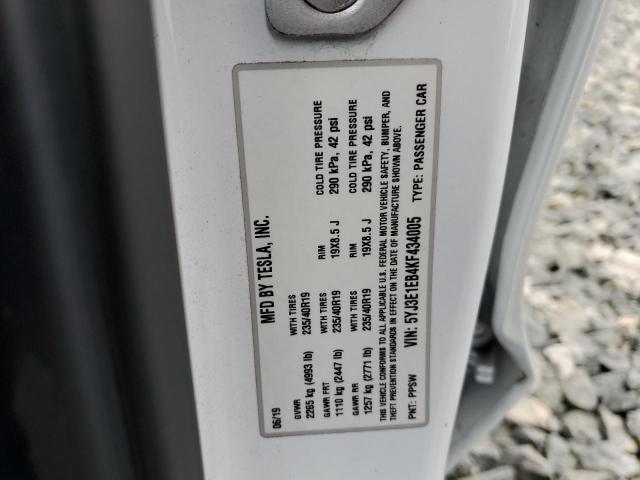 06/19 MFD BY TESLA, INC.
GVWR WITH TIRES
2265 kg (4993 lb) 235/40R19
GAWR FRT WITH TIRES RIM COLD TIRE PRESSURE
1110 kg (2447 lb) 235/40R19 19X8.5 J 290 kPa, 42 psi
GAWR RR WITH TIRES RIM COLD TIRE PRESSURE
1257 kg (2771 lb) 235/40R19 19X8.5 J 290 kPa, 42 psi
THIS VEHICLE CONFORMS TO ALL APPLICABLE U.S. FEDERAL MOTOR VEHICLE SAFETY, BUMPER, AND
THEFT PREVENTION STANDARDS IN EFFECT ON THE DATE OF MANUFACTURE SHOWN ABOVE.
PNT: PPSW VIN: 5YJ3E1EB4KF434005 TYPE: PASSENGER CAR